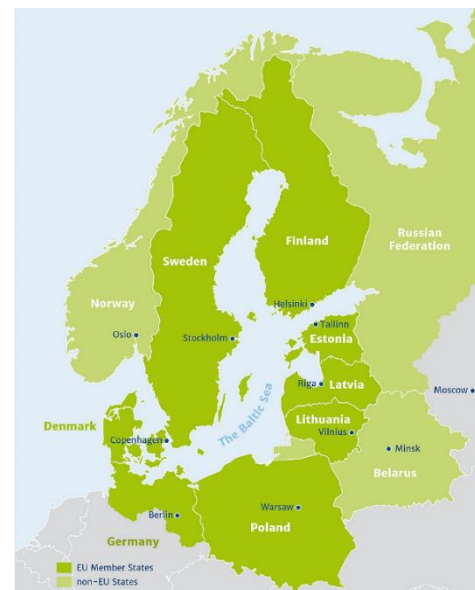 Russian
Federation
Finland
Sweden
Norway
Helsinki
Oslo
Stockholm
Tallinn
Estonia
Riga
Latvia
Moscow
The Baltic Sea
Lithuania
Denmark
Copenhagen
Vilnius
Minsk
Belarus
Warsaw
Berlin
Poland
Germany
EU Member States
non-EU States